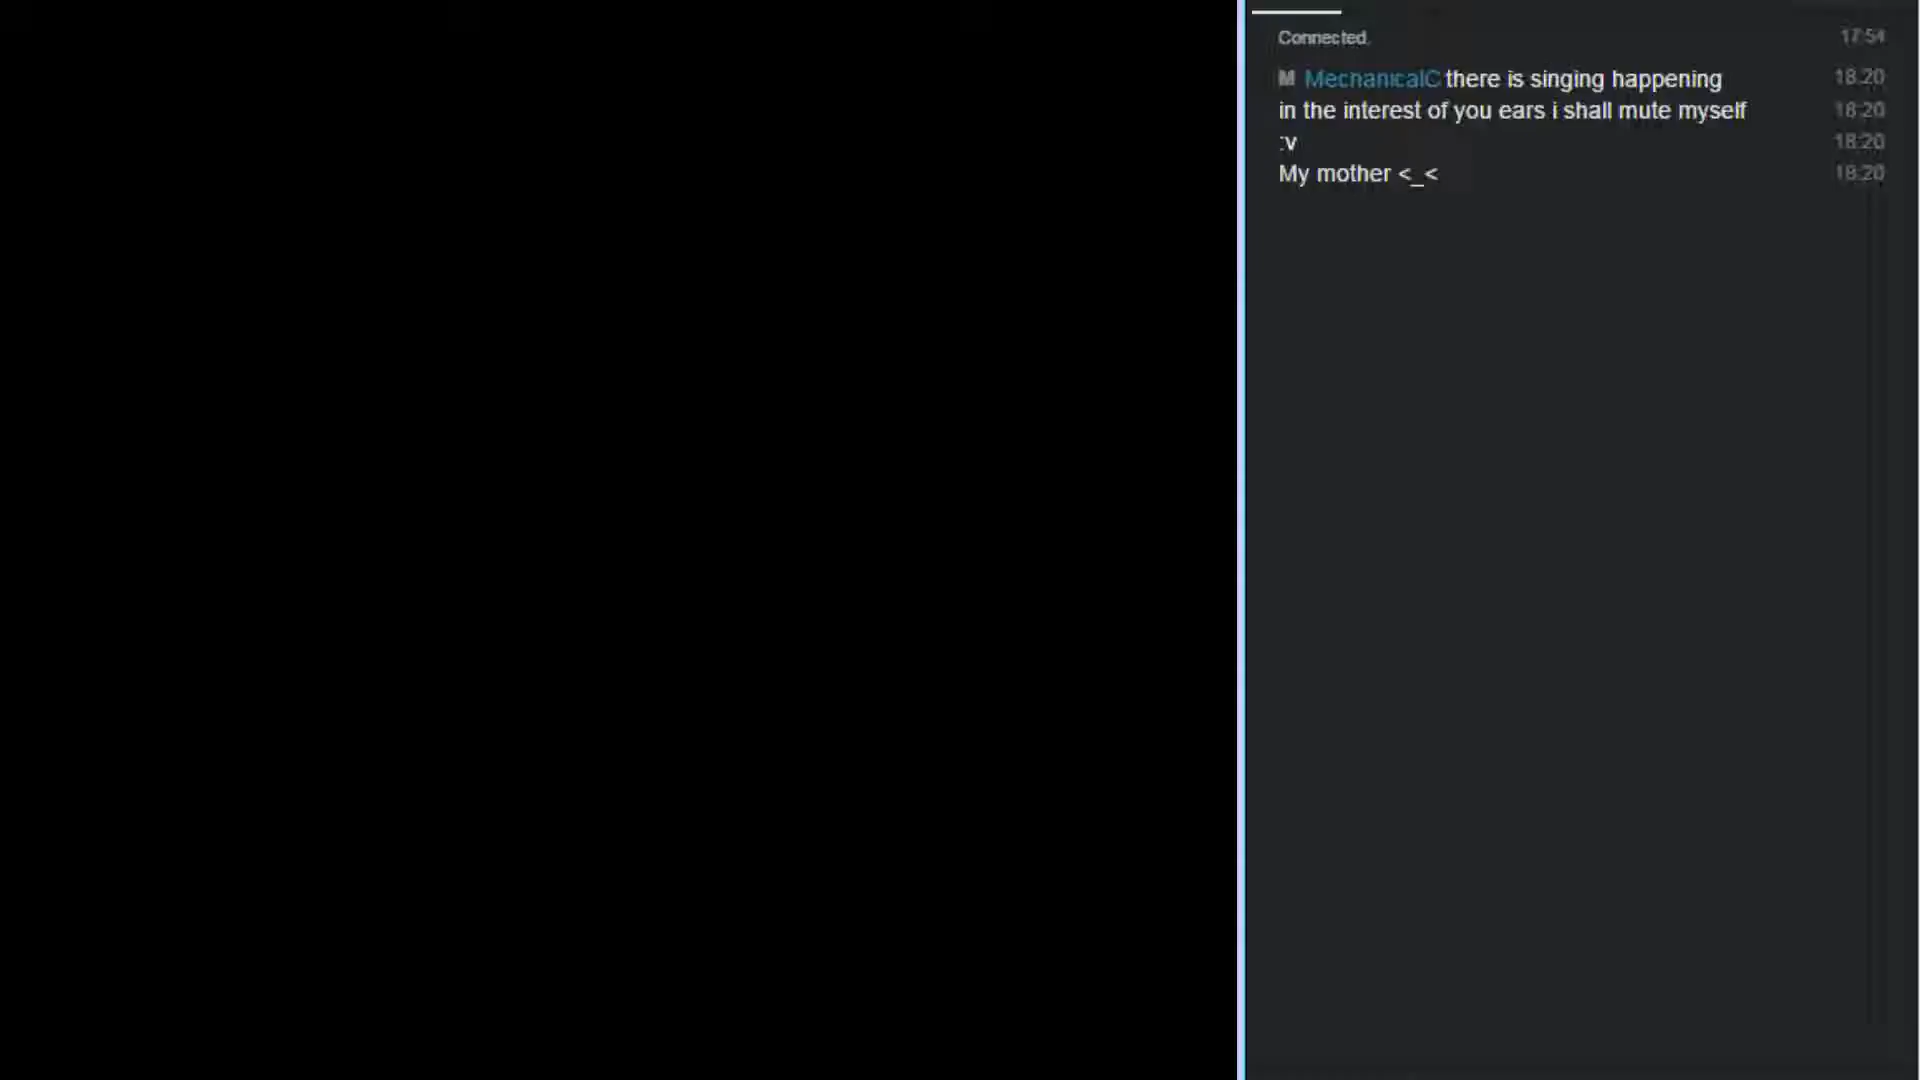 Connected. 17:54
M MechanicalC there is singing happening 18:20
in the interest of you ears i shall mute myself 18:20
:v 18:20
My mother <_< 18:20